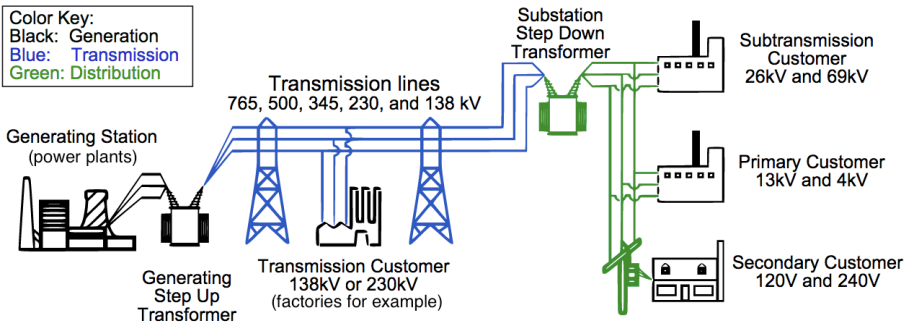 Color Key:
Black: Generation
Blue: Transmission
Green: Distribution
Substation
Step Down
Transformer
Subtransmission
Customer
26kV and 69kV
Transmission lines
765, 500, 345, 230, and 138 kV
Generating Station
(power plants)
Primary Customer
13kV and 4kV
Generating
Step Up
Transformer
Transmission Customer
138kV or 230kV
(factories for example)
Secondary Customer
120V and 240V